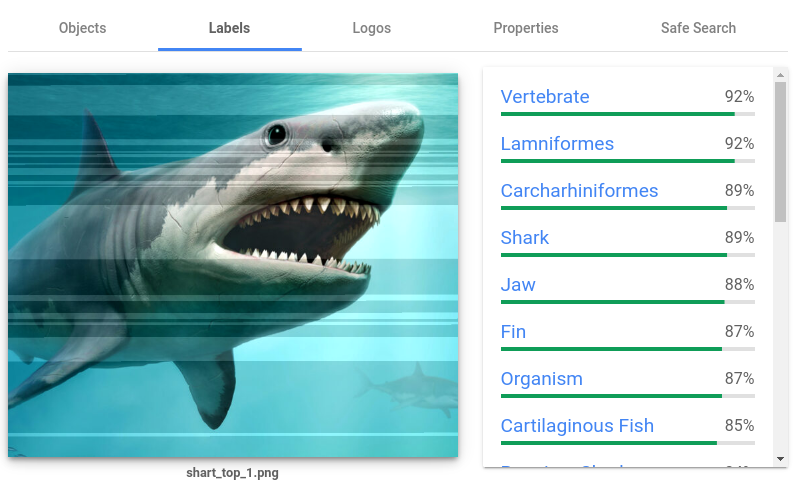 Objects
Labels
Logos
Properties
Safe Search
Vertebrate 92%
Lamniformes 92%
Carcharhiniformes 89%
Shark 89%
Jaw 88%
Fin 87%
Organism 87%
Cartilaginous Fish 85%
shart_top_1.png